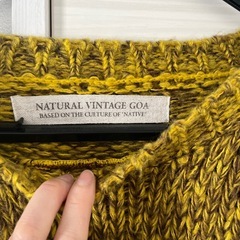 NATURAL VINTAGE GOA
BASED ON THE CULTURE OF "NATIVE"